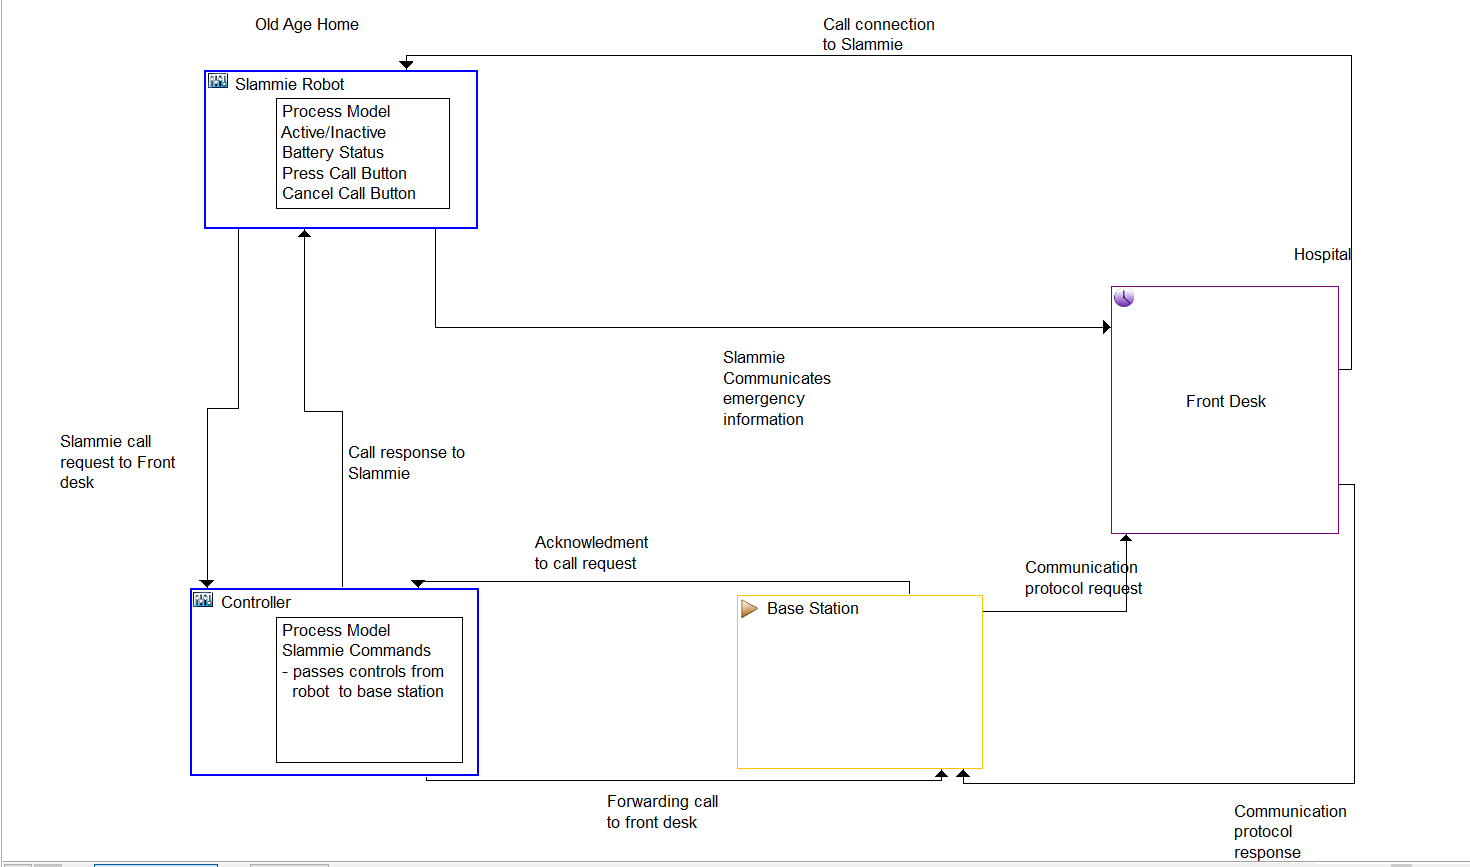 Old Age Home
Call connection
to Slammie
Slammie Robot
Process Model
Active/Inactive
Battery Status
Press Call Button
Cancel Call Button
Hospital
Slammie
Communicates
emergency
information
Front Desk
Slammie call
request to Front
desk
Call response to
Slammie
Acknowledment
to call request
Communication
protocol request
Controller
Process Model
Slammie Commands
- passes controls from
robot to base station
Base Station
Forwarding call
to front desk
Communication
protocol
response